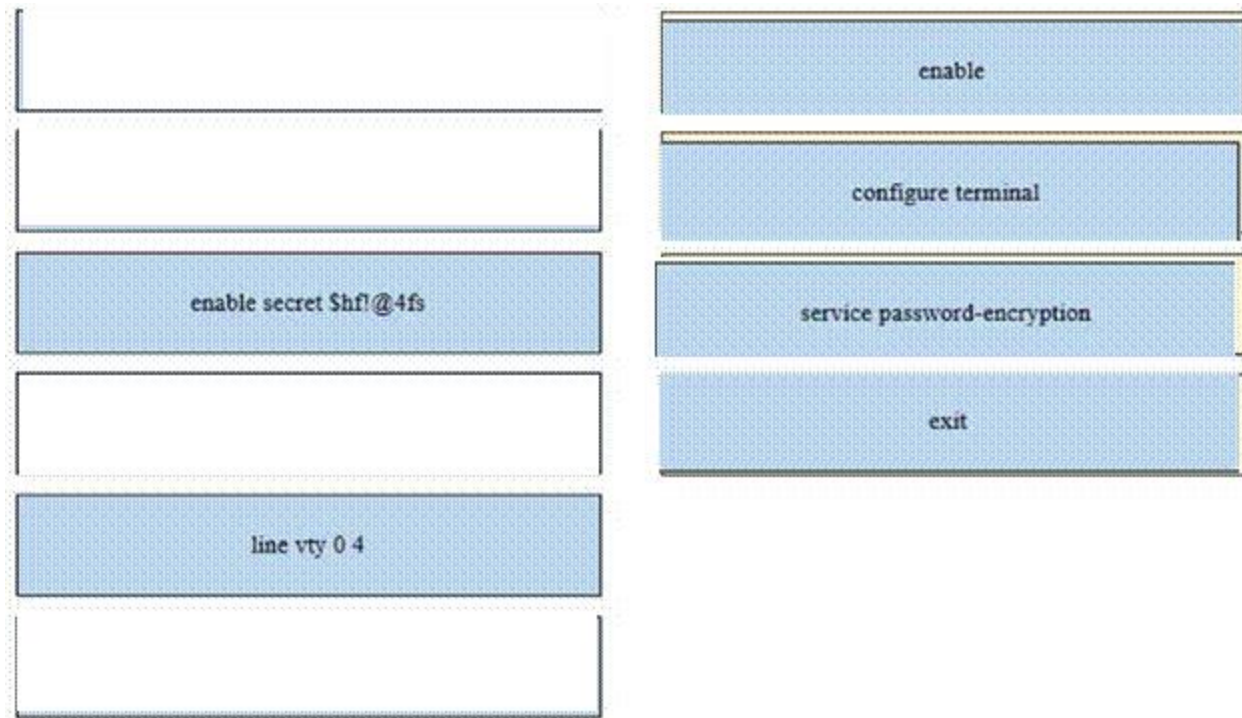 enable
configure terminal
enable secret $hf!@4fs
service password-encryption
exit
line vty 0 4